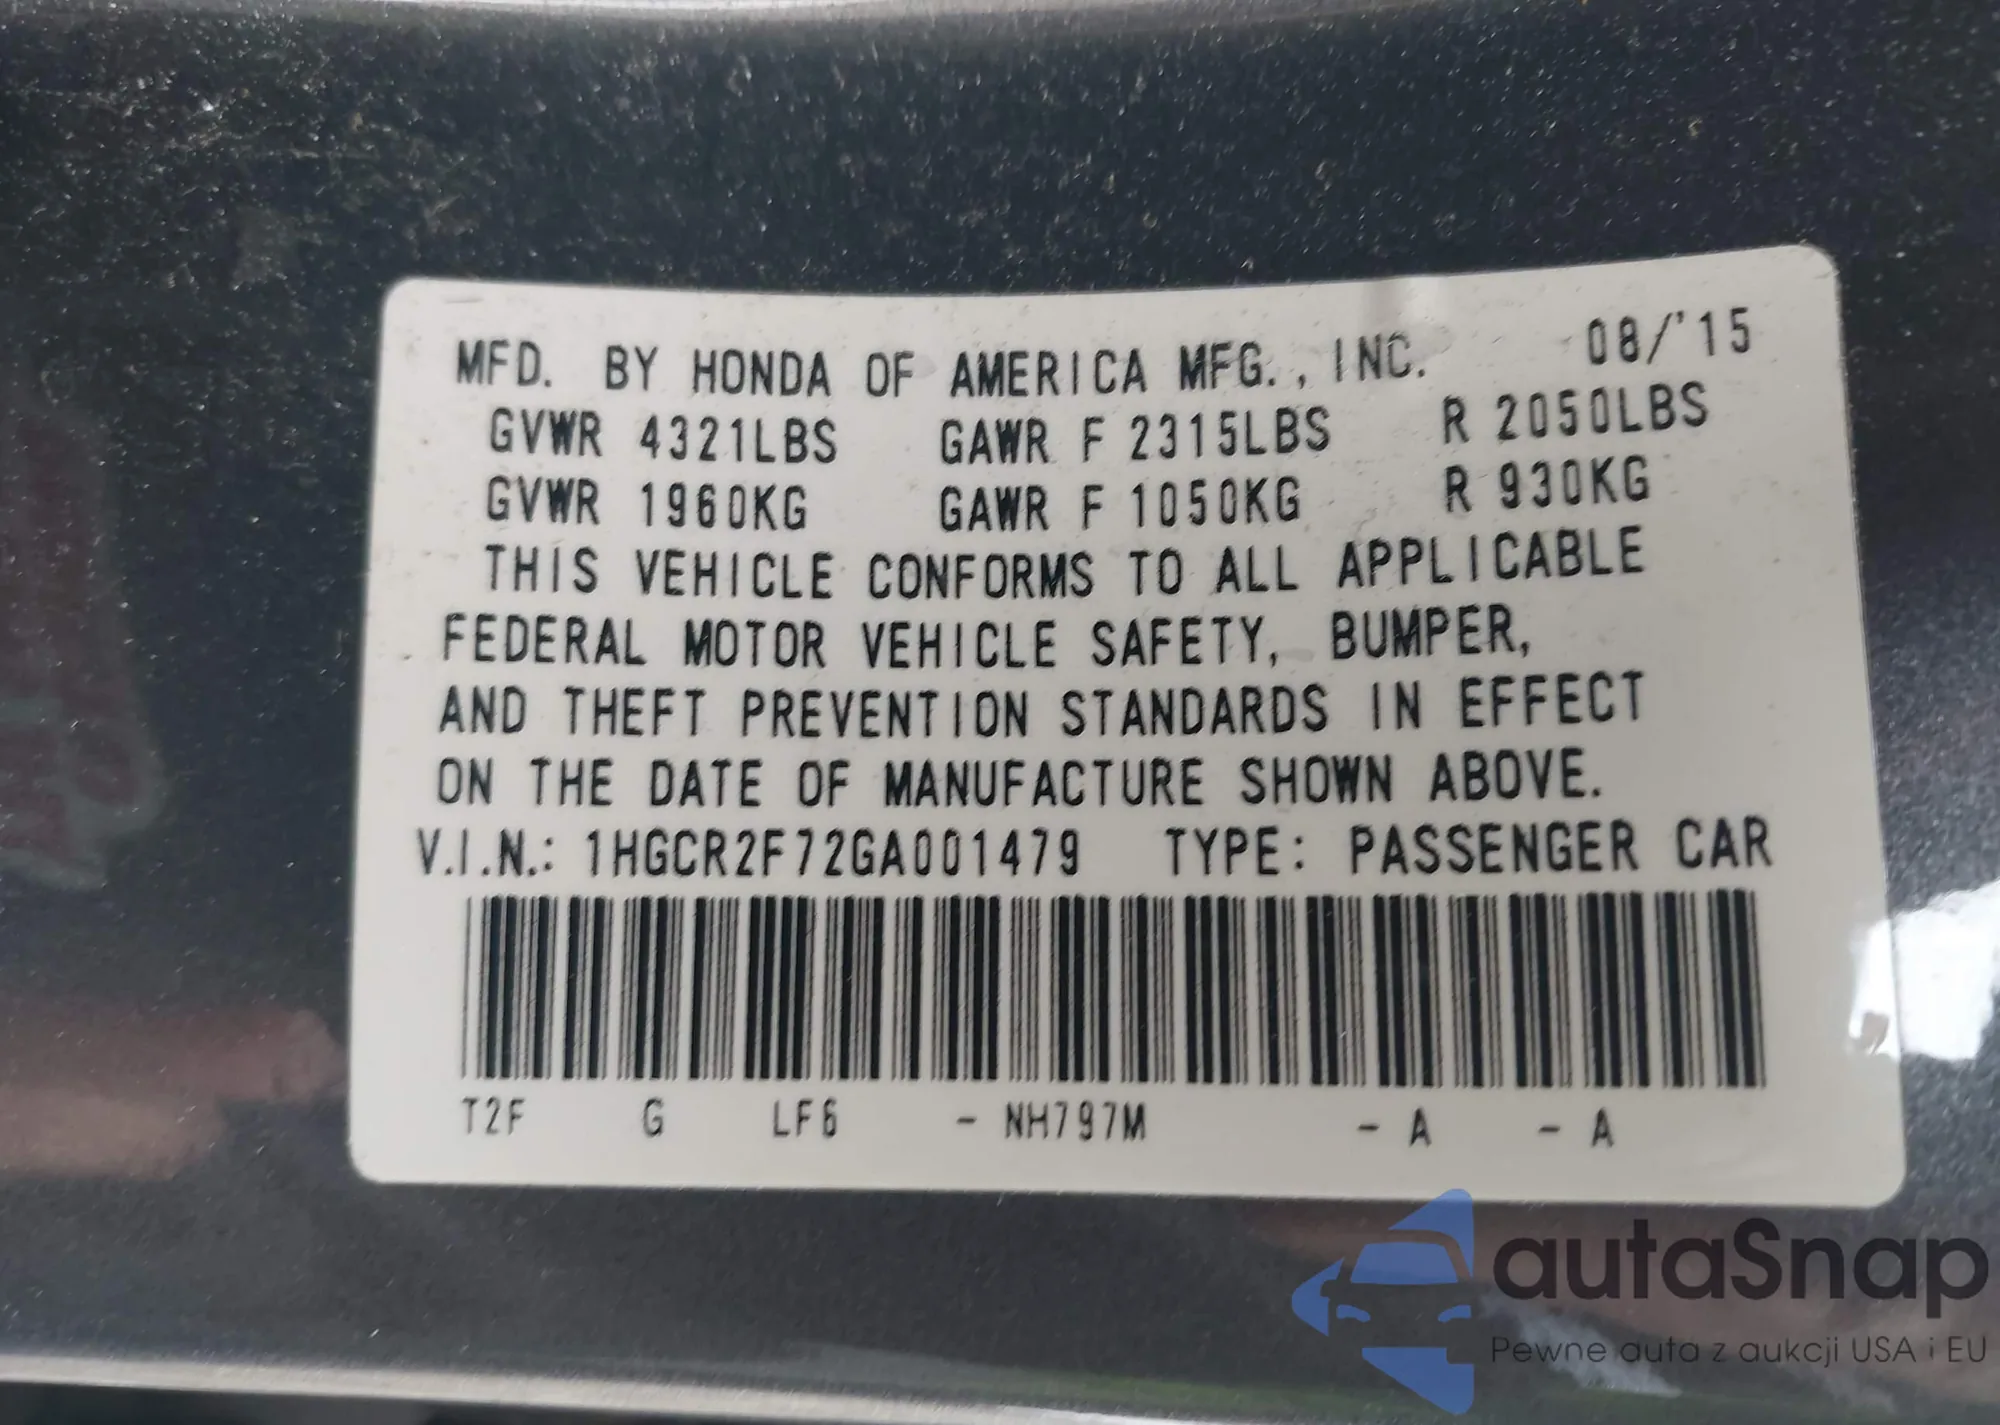 MFD. BY HONDA OF AMERICA MFG., INC. 08/'15
GVWR 4321LBS GAWR F 2315LBS R 2050LBS
GVWR 1960KG GAWR F 1050KG R 930KG
THIS VEHICLE CONFORMS TO ALL APPLICABLE
FEDERAL MOTOR VEHICLE SAFETY, BUMPER,
AND THEFT PREVENTION STANDARDS IN EFFECT
ON THE DATE OF MANUFACTURE SHOWN ABOVE.
V.I.N.: 1HGCR2F72GA001479 TYPE: PASSENGER CAR
T2F G LF6 - NH797M - A - A
autaSnap
Pewne auta z aukcji USA i EU